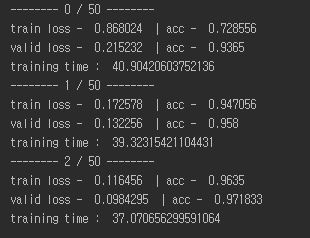 -------- 0 / 50 --------
train loss -  0.868024  | acc -  0.728556
valid loss -  0.215232  | acc -  0.9365
training time :  40.90420603752136
-------- 1 / 50 --------
train loss -  0.172578  | acc -  0.947056
valid loss -  0.132256  | acc -  0.958
training time :  39.32315421104431
-------- 2 / 50 --------
train loss -  0.116456  | acc -  0.9635
valid loss -  0.0984295  | acc -  0.971833
training time :  37.070656299591064